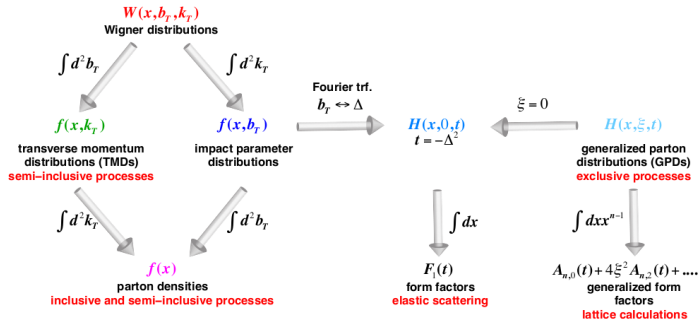 W(x,b_T,k_T)
Wigner distributions
∫d²b_T
∫d²k_T
Fourier trf.
b_T ↔ Δ
ξ = 0
f(x,k_T)
f(x,b_T)
H(x,0,t)
t = −Δ²
H(x,ξ,t)
transverse momentum
distributions (TMDs)
semi–inclusive processes
impact parameter
distributions
generalized parton
distributions (GPDs)
exclusive processes
∫d²k_T
∫d²b_T
∫dx
∫dxx^{n−1}
f(x)
parton densities
inclusive and semi–inclusive processes
F₁(t)
form factors
elastic scattering
A_{n,0}(t) + 4ξ² A_{n,2}(t) + ....
generalized form
factors
lattice calculations